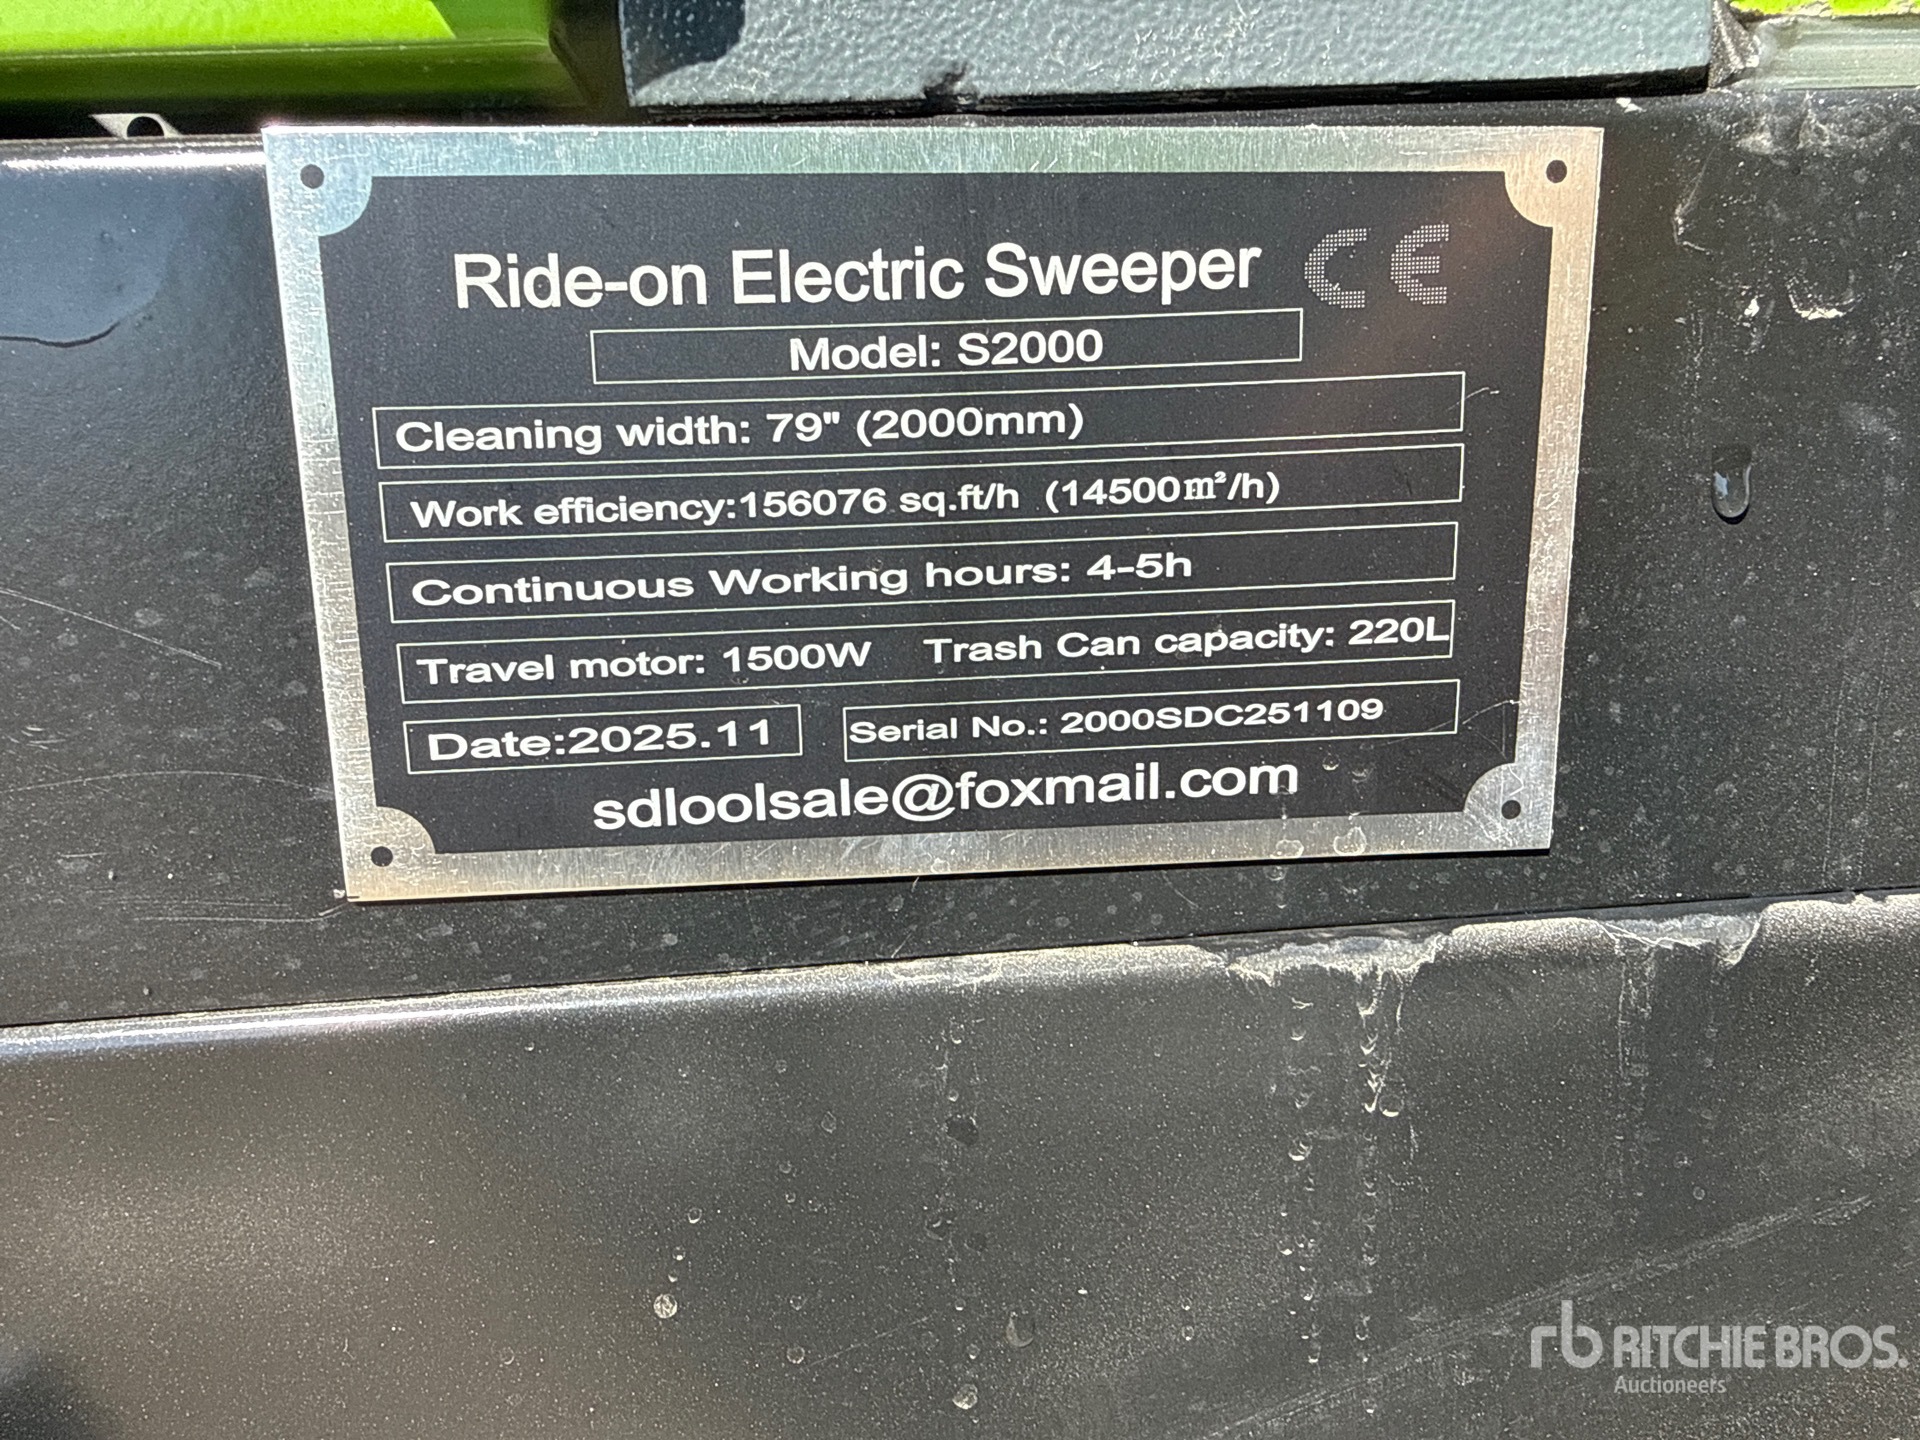 Ride-on Electric Sweeper CE
Model: S2000
Cleaning width: 79" (2000mm)
Work efficiency:156076 sq.ft/h (14500m²/h)
Continuous Working hours: 4-5h
Travel motor: 1500W Trash Can capacity: 220L
Date:2025.11 Serial No.: 2000SDC251109
sdloolsale@foxmail.com
rb RITCHIE BROS.
Auctioneers